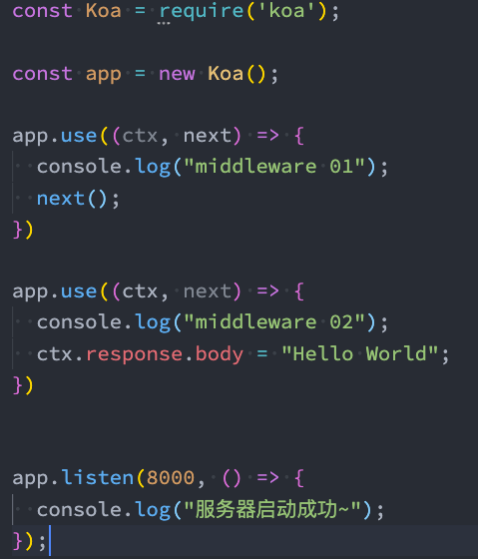 const Koa = require('koa');
const app = new Koa();
app.use((ctx, next) => {
  console.log("middleware 01");
  next();
})
app.use((ctx, next) => {
  console.log("middleware 02");
  ctx.response.body = "Hello World";
})
app.listen(8000, () => {
  console.log("服务器启动成功~");
});